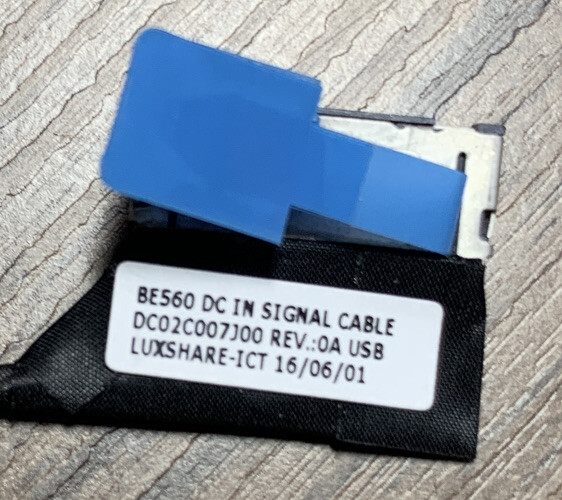 BE560 DC IN SIGNAL CABLE
DC02C007J00 REV.:0A USB
LUXSHARE-ICT 16/06/01